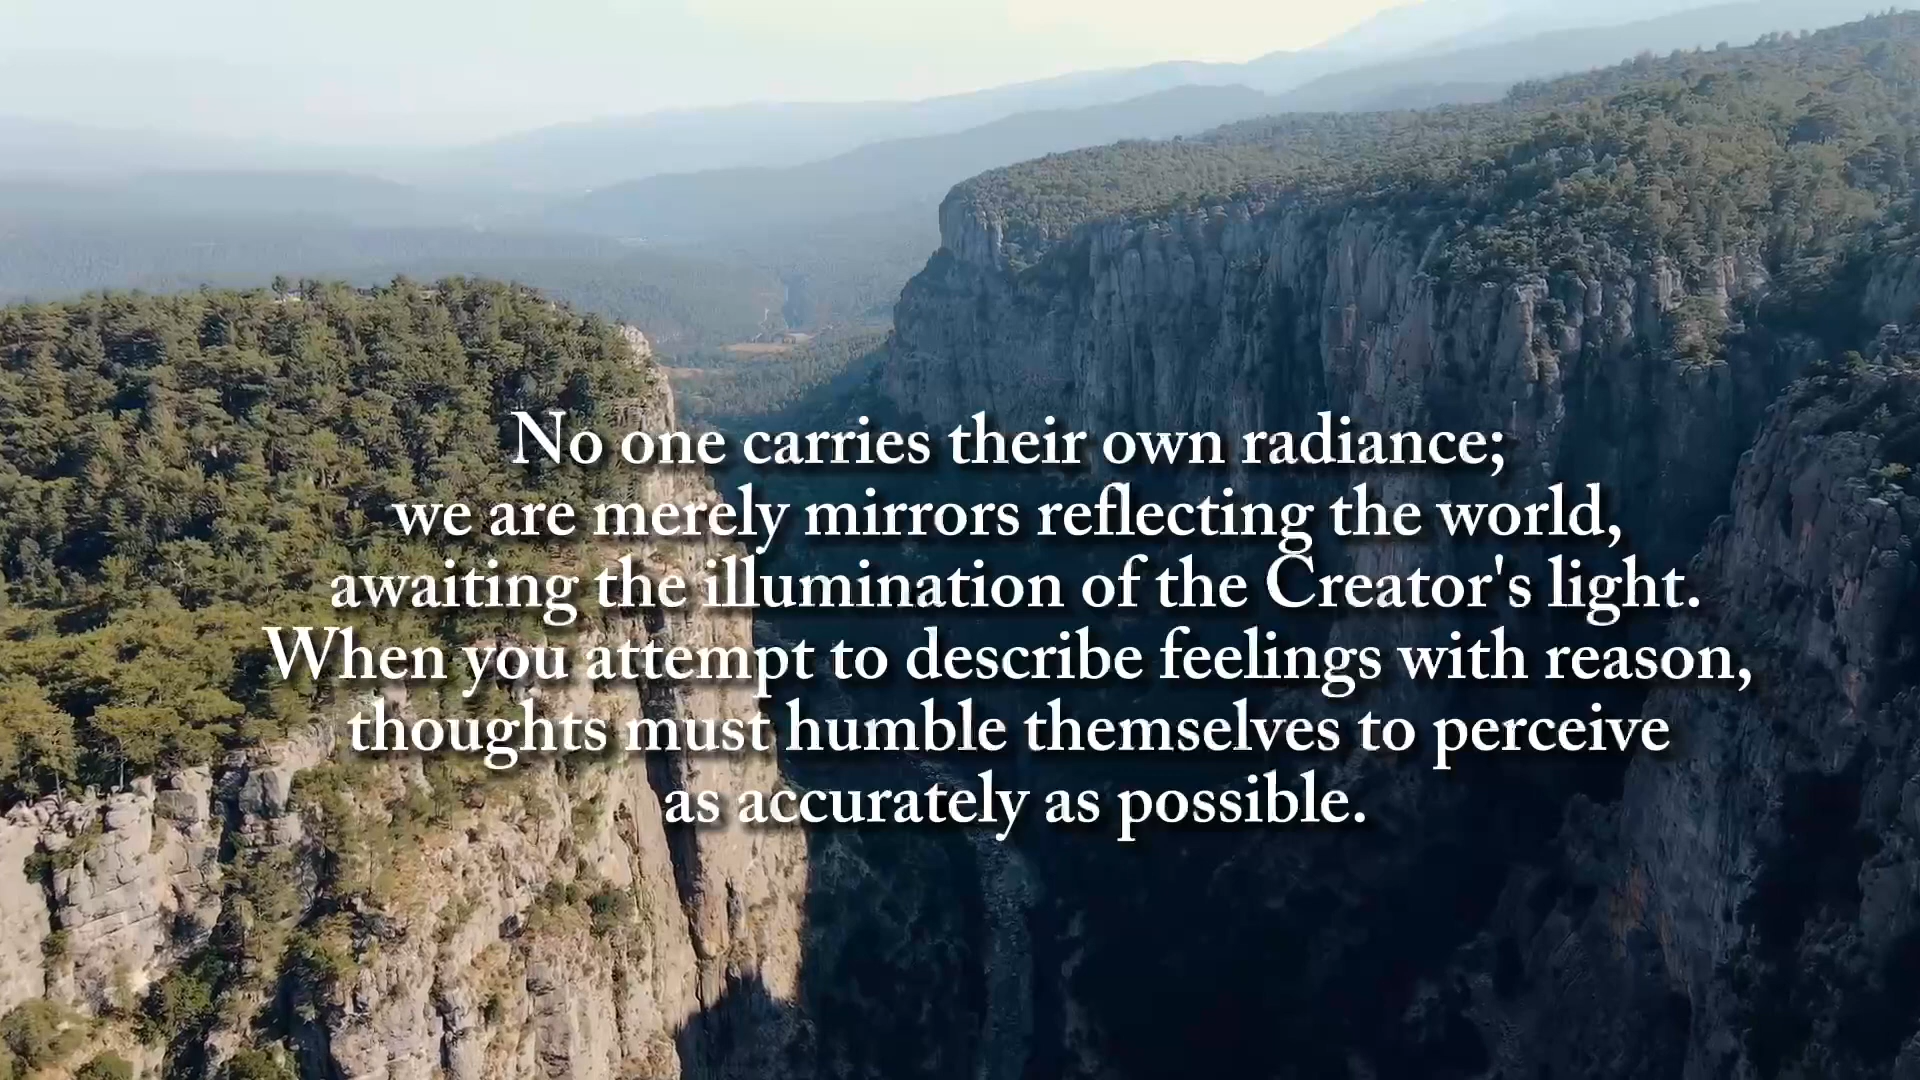 No one carries their own radiance;
we are merely mirrors reflecting the world,
awaiting the illumination of the Creator's light.
When you attempt to describe feelings with reason,
thoughts must humble themselves to perceive
as accurately as possible.